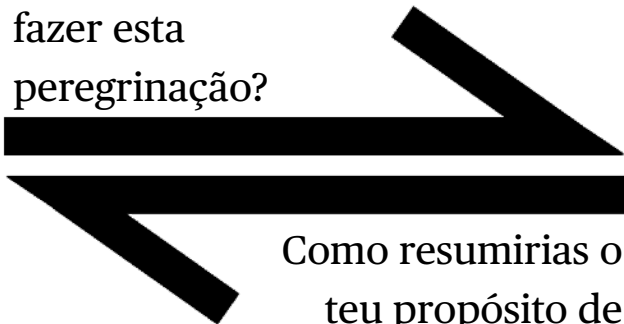 fazer esta
peregrinação?
Como resumirias o
teu propósito de